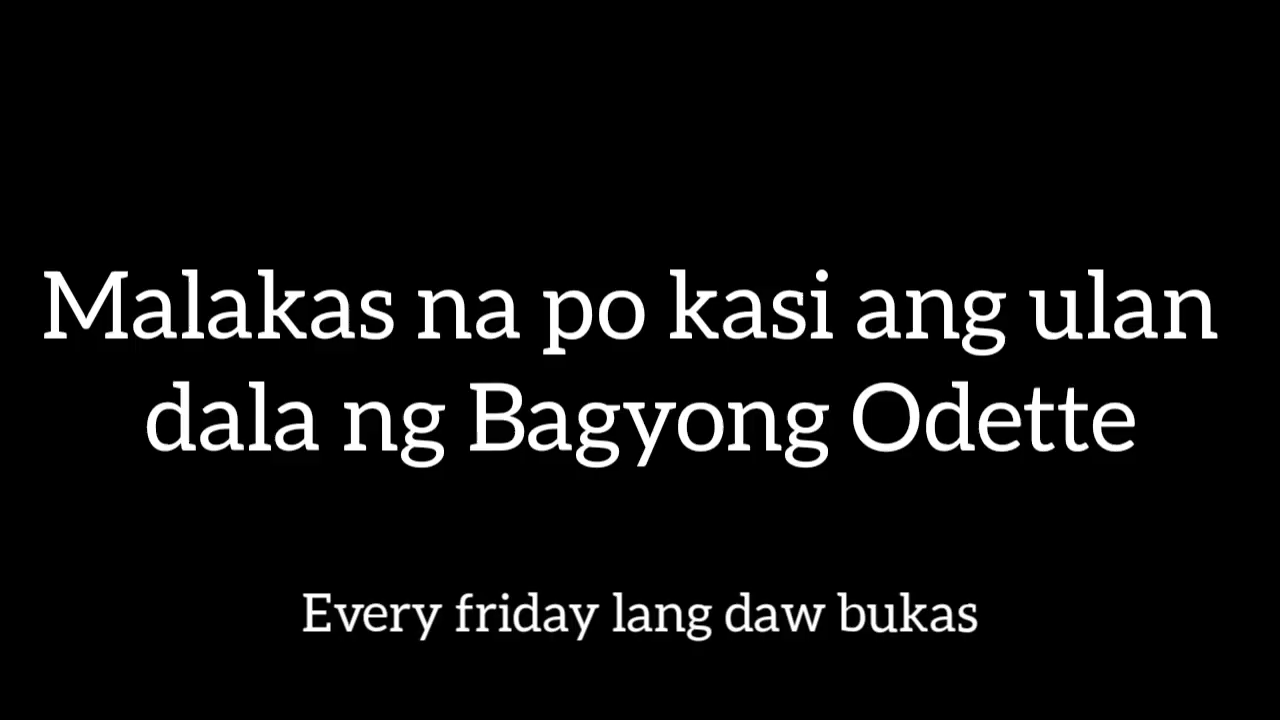 Malakas na po kasi ang ulan
dala ng Bagyong Odette
Every friday lang daw bukas